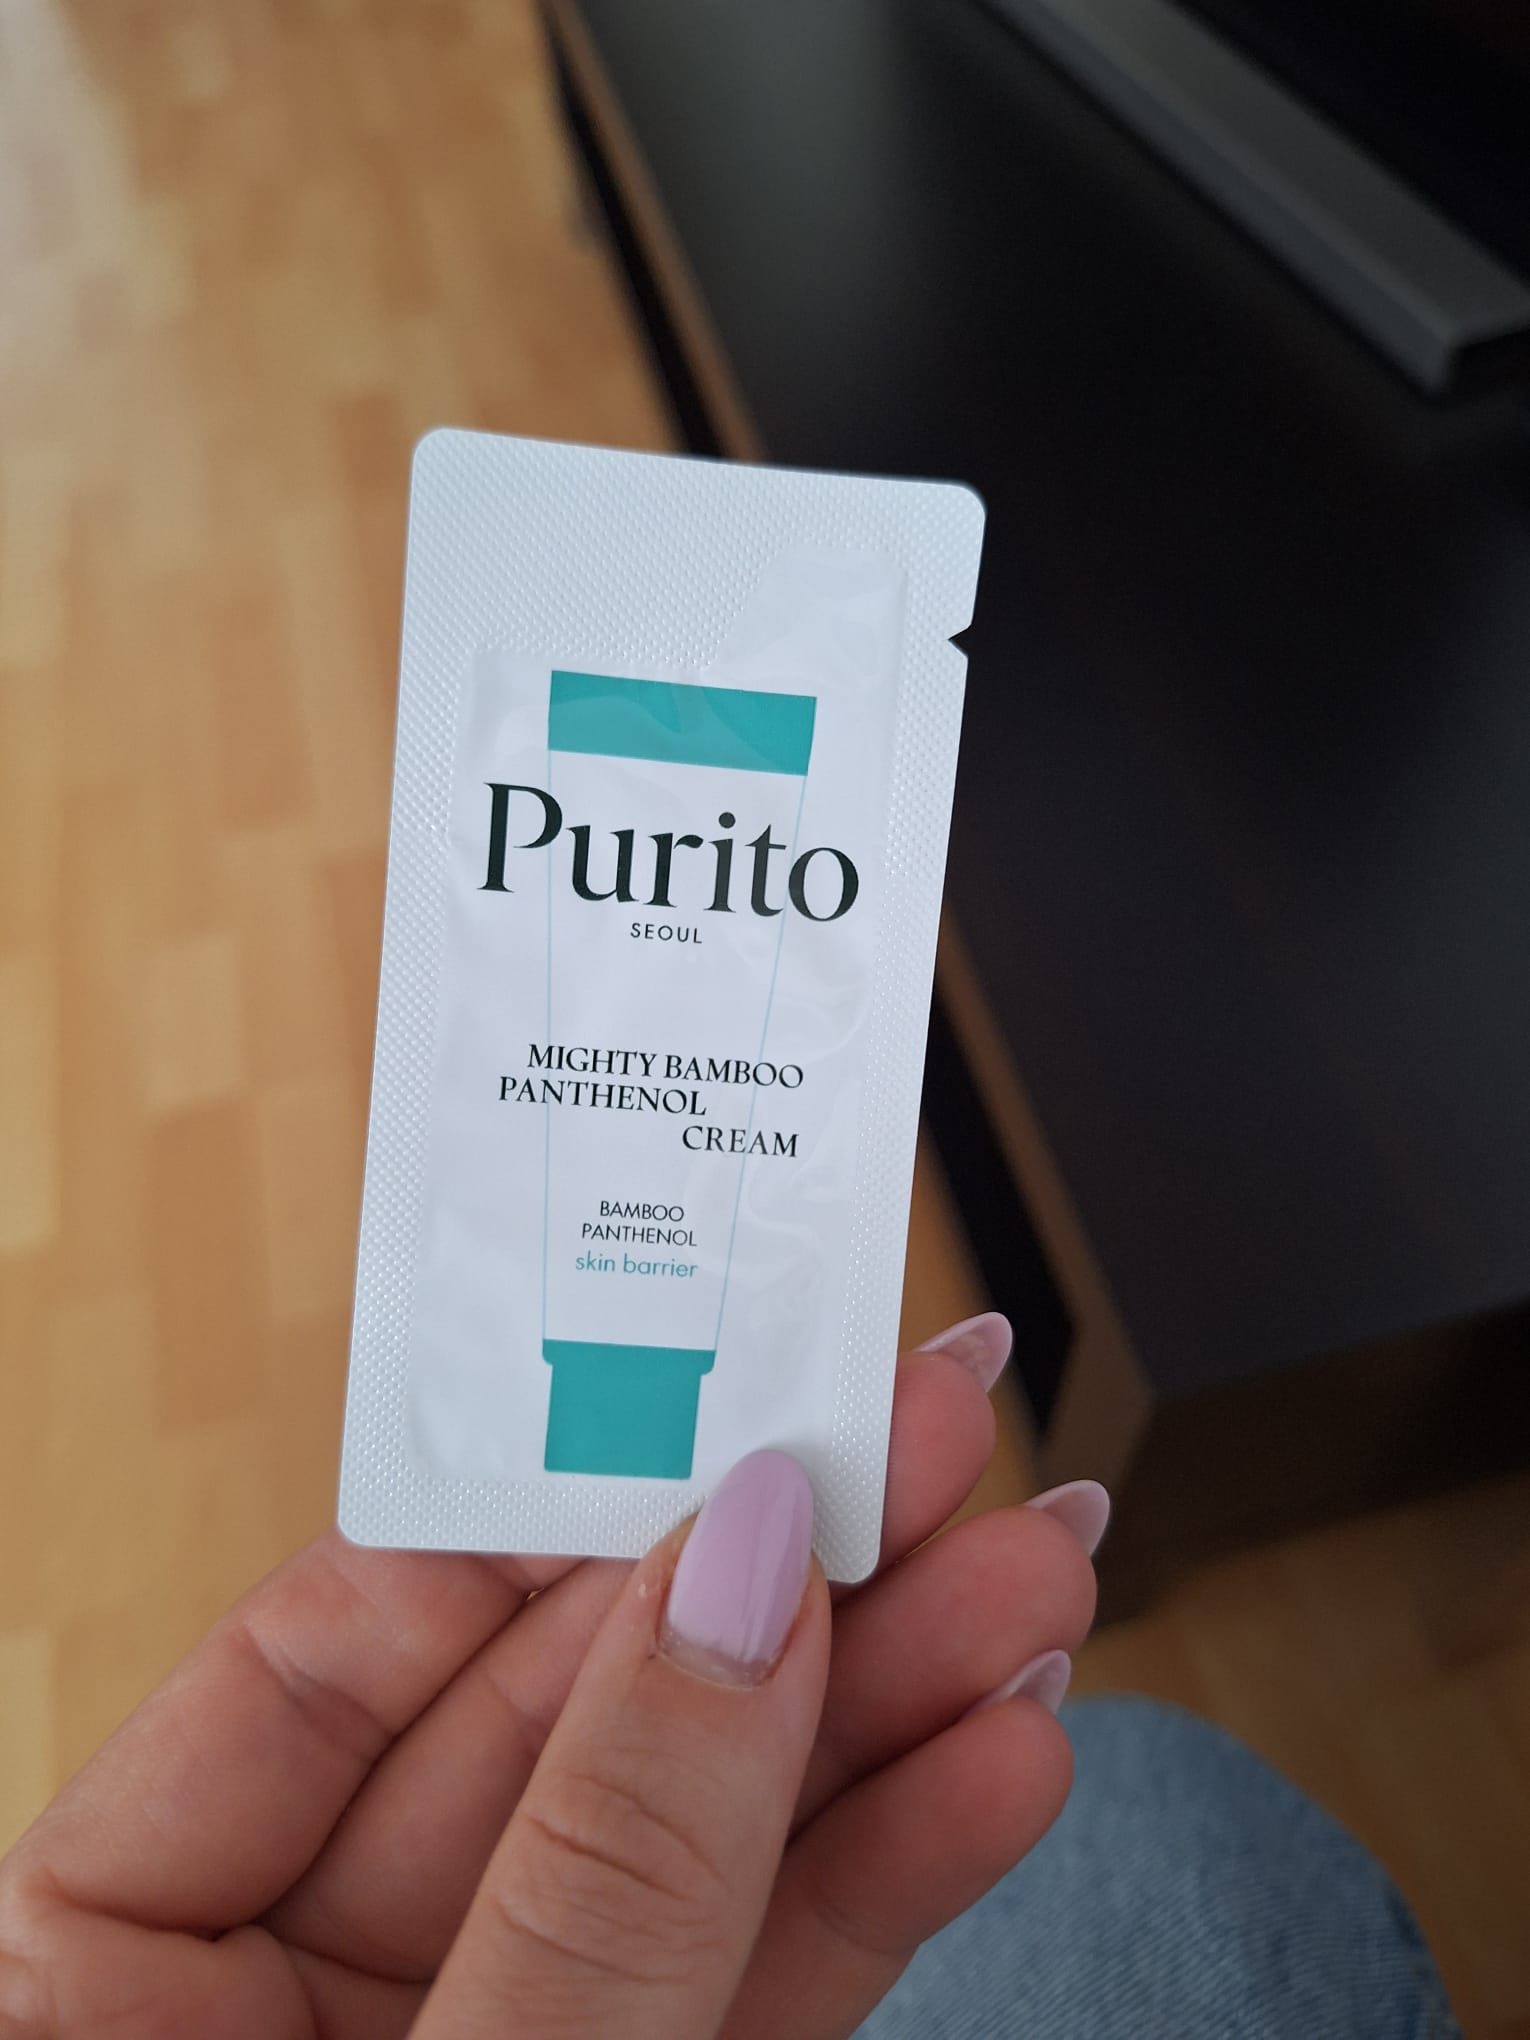 Purito
SEOUL
MIGHTY BAMBOO
PANTHENOL
CREAM
BAMBOO
PANTHENOL
skin barrier